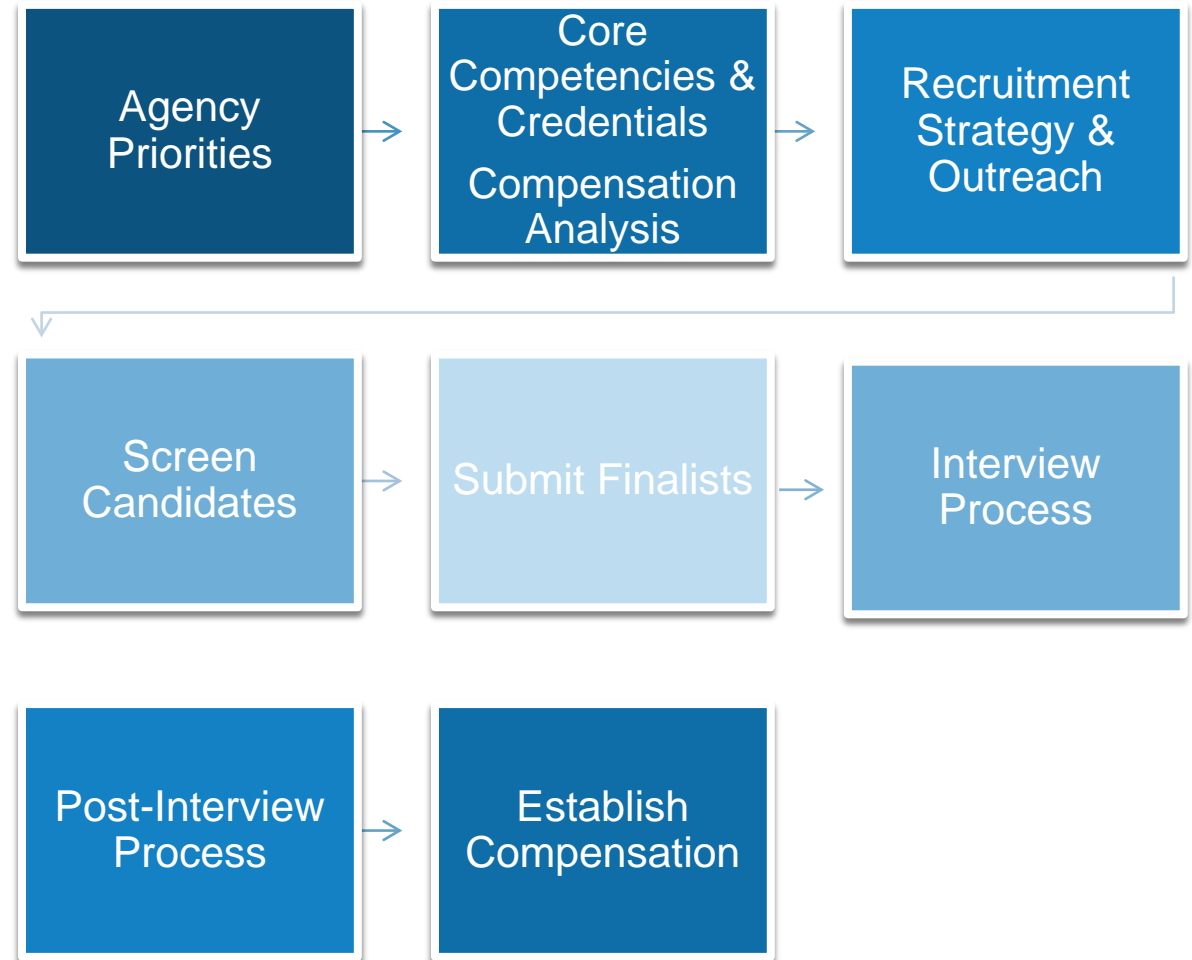 Agency
Priorities
Core
Competencies &
Credentials
Compensation
Analysis
Recruitment
Strategy &
Outreach
Screen
Candidates
Submit Finalists
Interview
Process
Post-Interview
Process
Establish
Compensation